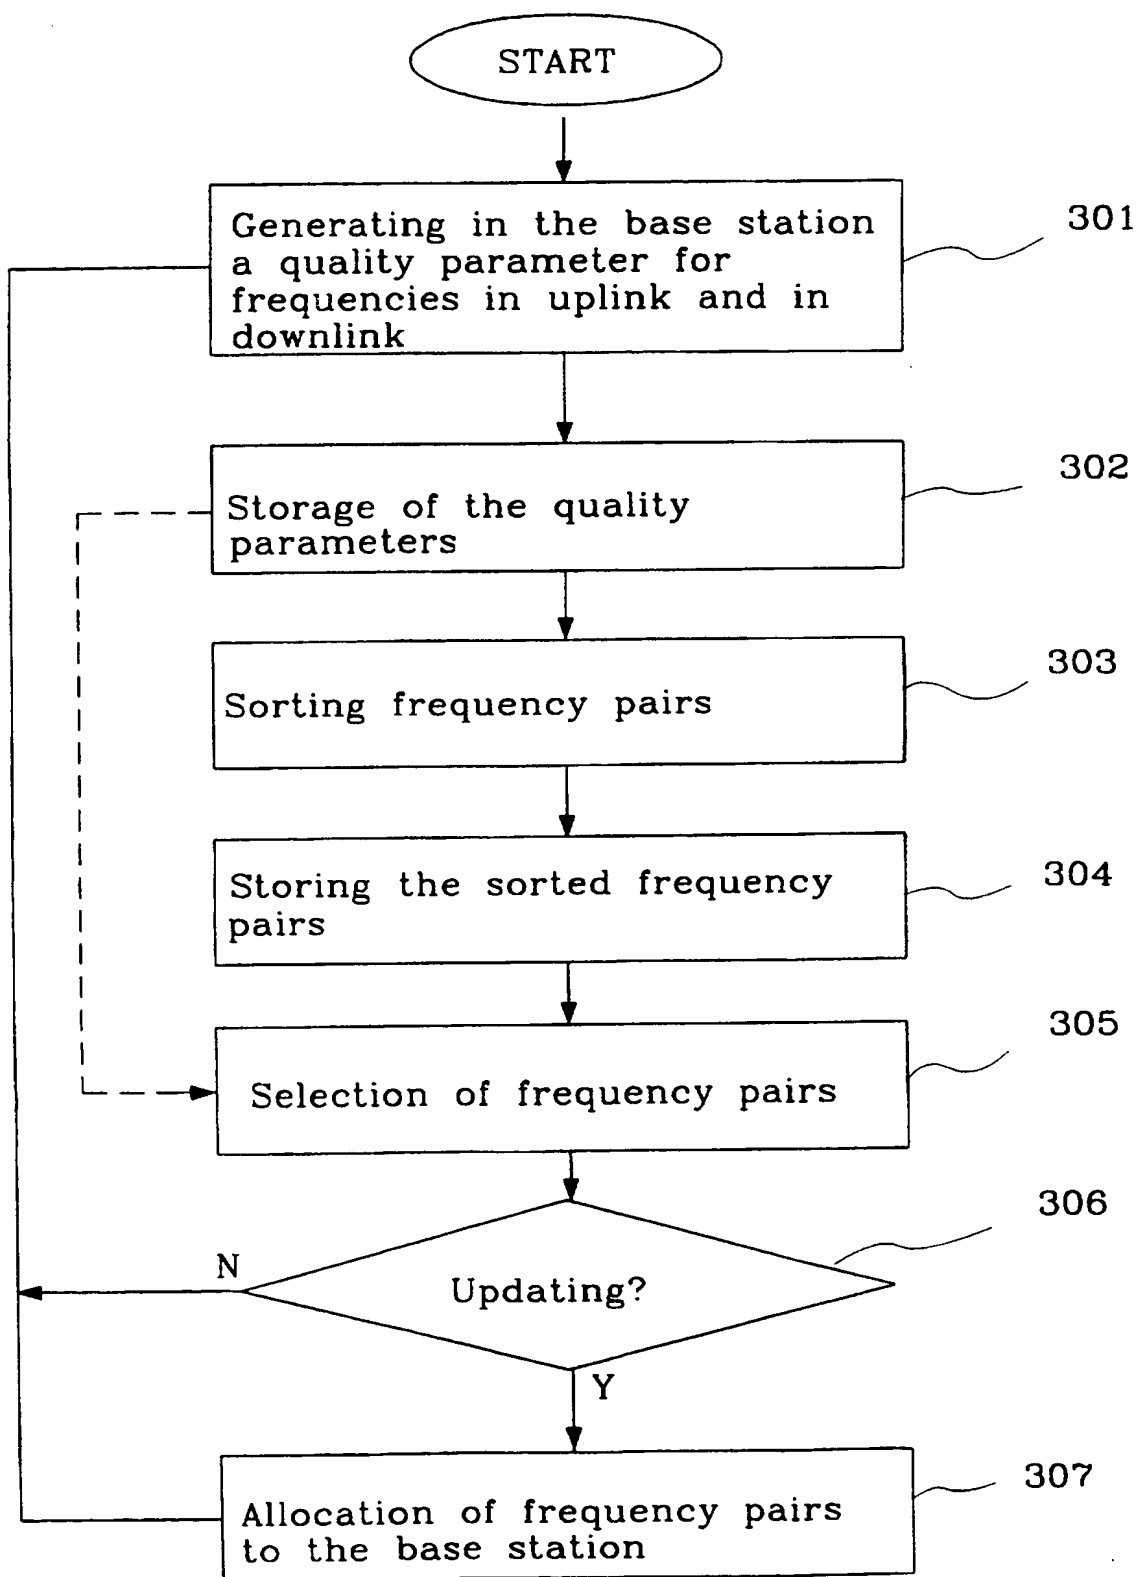 START
Generating in the base station
a quality parameter for
frequencies in uplink and in
downlink
301
Storage of the quality
parameters
302
Sorting frequency pairs
303
Storing the sorted frequency
pairs
304
Selection of frequency pairs
305
Updating?
306
N
Y
Allocation of frequency pairs
to the base station
307